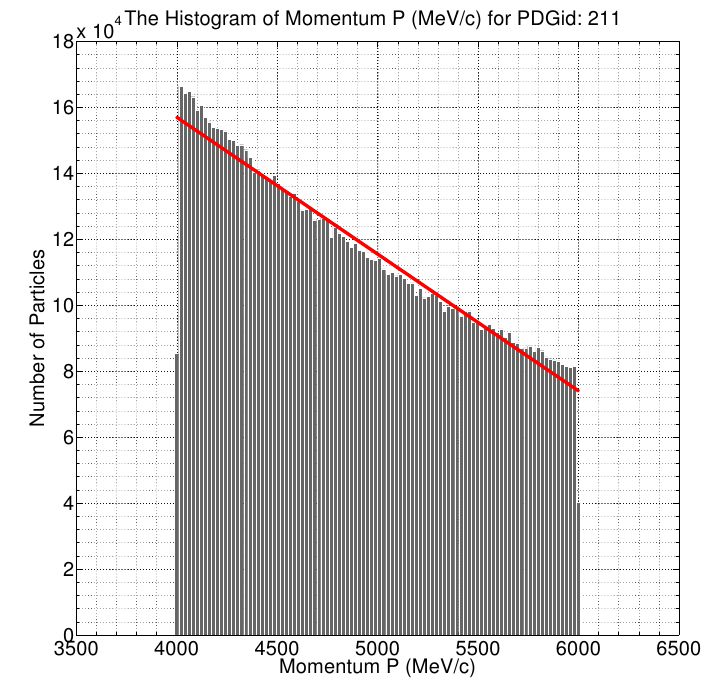 x 10^4 The Histogram of Momentum P (MeV/c) for PDGid: 211
18
16
14
12
10
8
6
4
2
0
Number of Particles
3500 4000 4500 5000 5500 6000 6500
Momentum P (MeV/c)